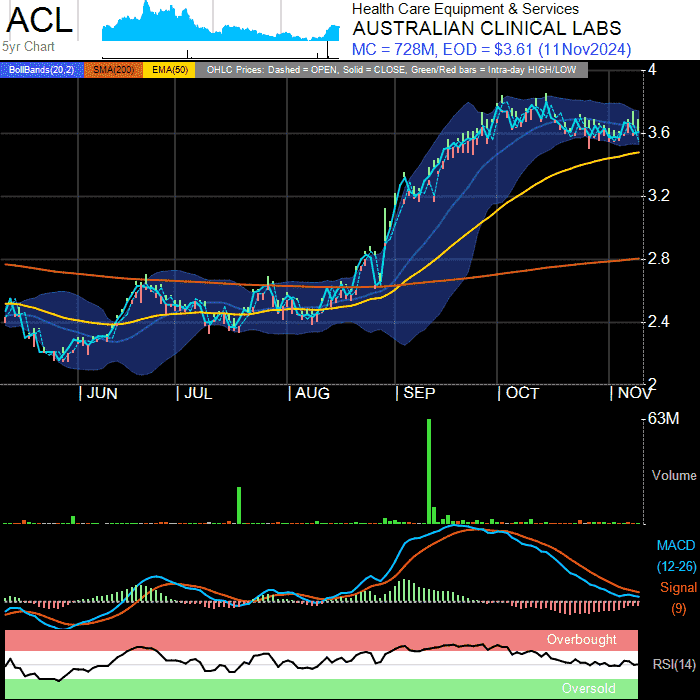 ACL
5yr Chart
Health Care Equipment & Services
AUSTRALIAN CLINICAL LABS
MC = 728M, EOD = $3.61 (11Nov2024)
BollBands(20,2) SMA(200) EMA(50) OHLC Prices: Dashed = OPEN, Solid = CLOSE, Green/Red bars = Intra-day HIGH/LOW
4
3.6
3.2
2.8
2.4
2
JUN JUL AUG SEP OCT NOV
63M
Volume
MACD
(12-26)
Signal
(9)
Overbought
RSI(14)
Oversold